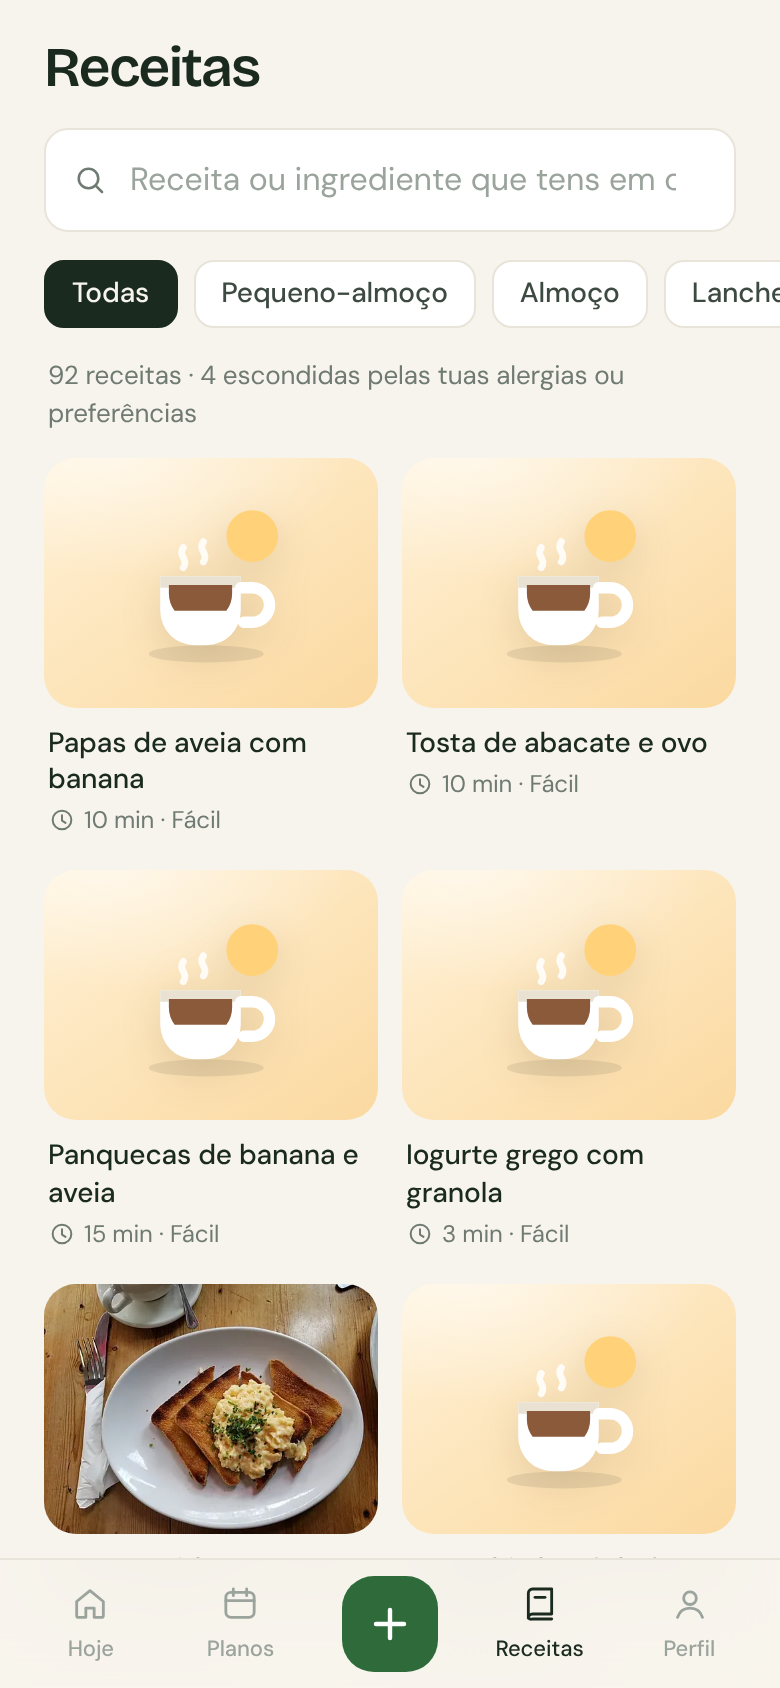 Receitas
Receita ou ingrediente que tens em c
Todas
Pequeno-almoço
Almoço
Lanche
92 receitas · 4 escondidas pelas tuas alergias ou
preferências
Papas de aveia com
banana
10 min · Fácil
Tosta de abacate e ovo
10 min · Fácil
Panquecas de banana e
aveia
15 min · Fácil
Iogurte grego com
granola
3 min · Fácil
Hoje
Planos
Receitas
Perfil